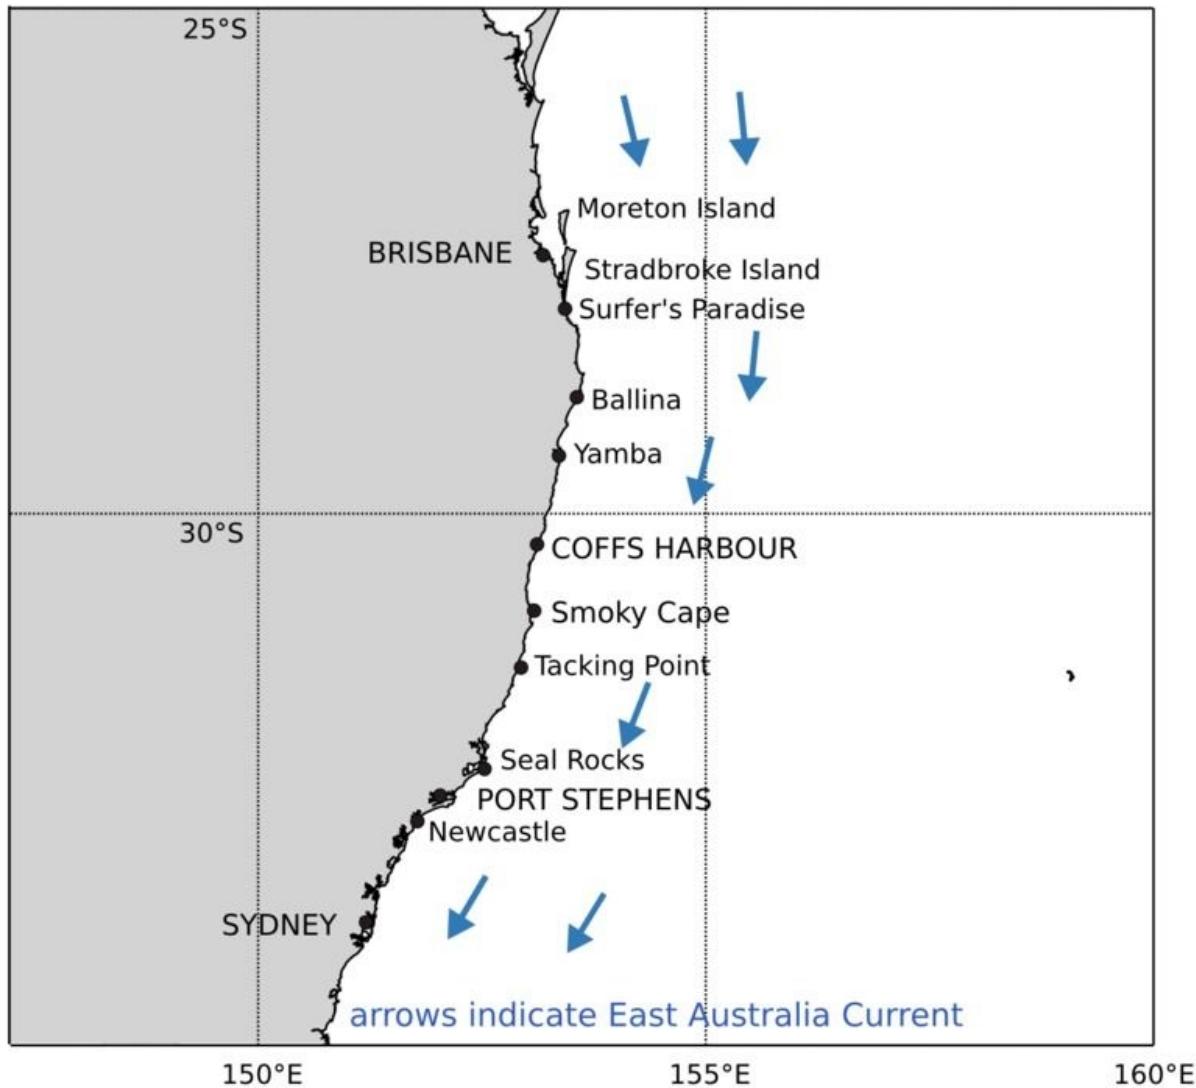 25°S
Moreton Island
BRISBANE
Stradbroke Island
Surfer's Paradise
Ballina
Yamba
30°S
COFFS HARBOUR
Smoky Cape
Tacking Point
Seal Rocks
PORT STEPHENS
Newcastle
SYDNEY
arrows indicate East Australia Current
150°E 155°E 160°E